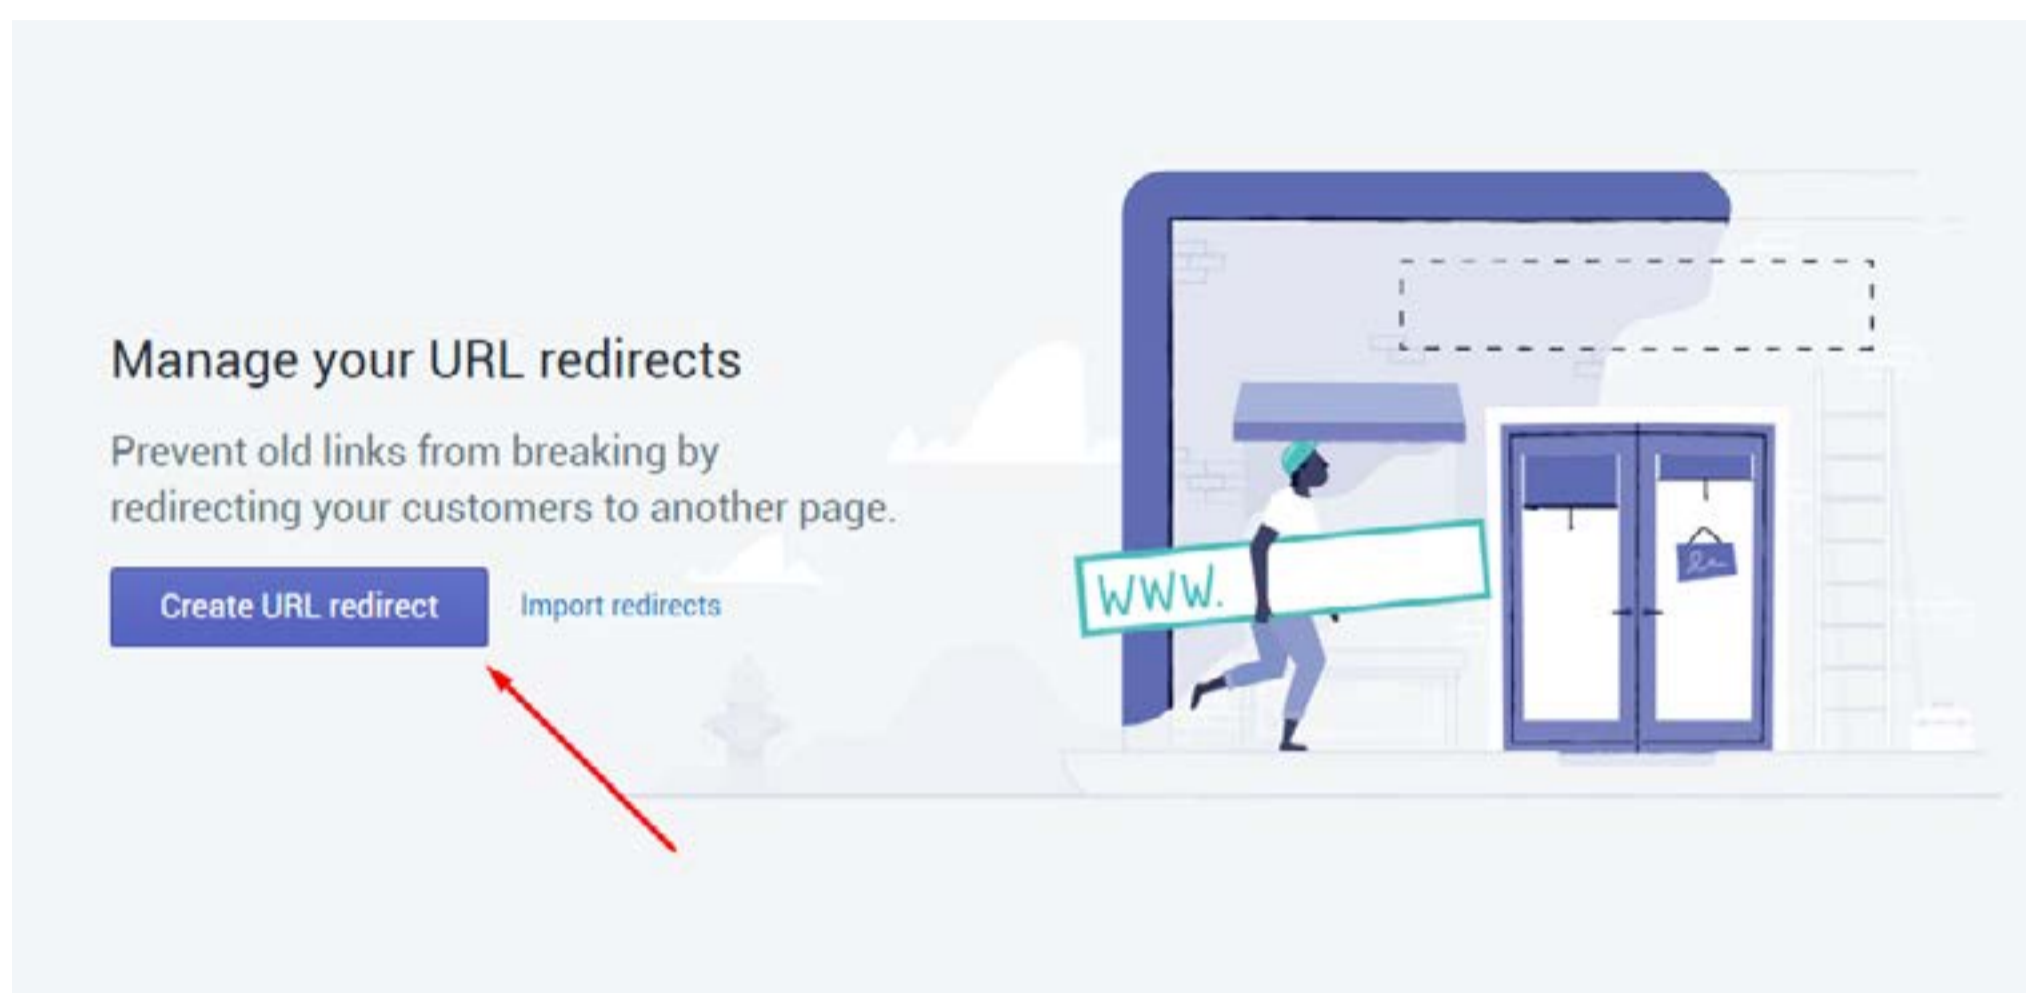 Manage your URL redirects
Prevent old links from breaking by
redirecting your customers to another page.
Create URL redirect
Import redirects
WWW.